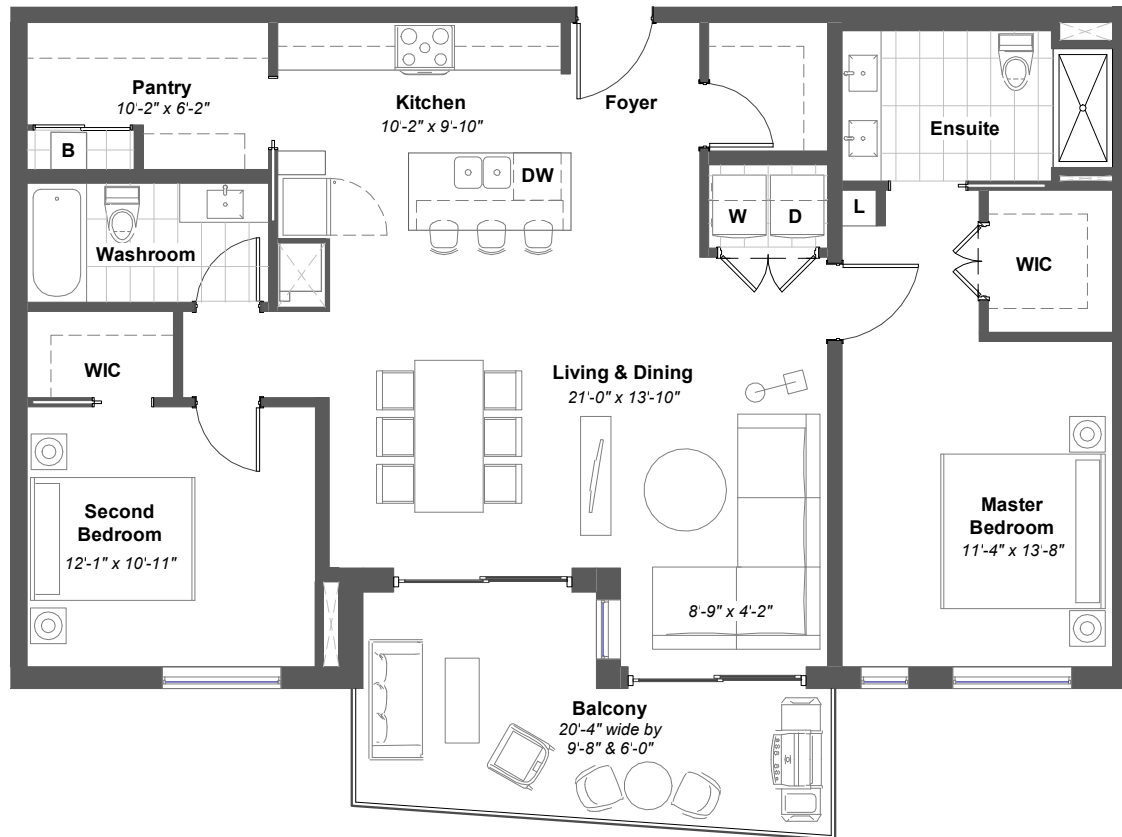 Pantry
10'-2" x 6'-2"
Kitchen
10'-2" x 9'-10"
Foyer
Ensuite
B
DW
W
D
L
Washroom
WIC
WIC
Living & Dining
21'-0" x 13'-10"
Second
Bedroom
12'-1" x 10'-11"
Master
Bedroom
11'-4" x 13'-8"
8'-9" x 4'-2"
Balcony
20'-4" wide by
9'-8" & 6'-0"